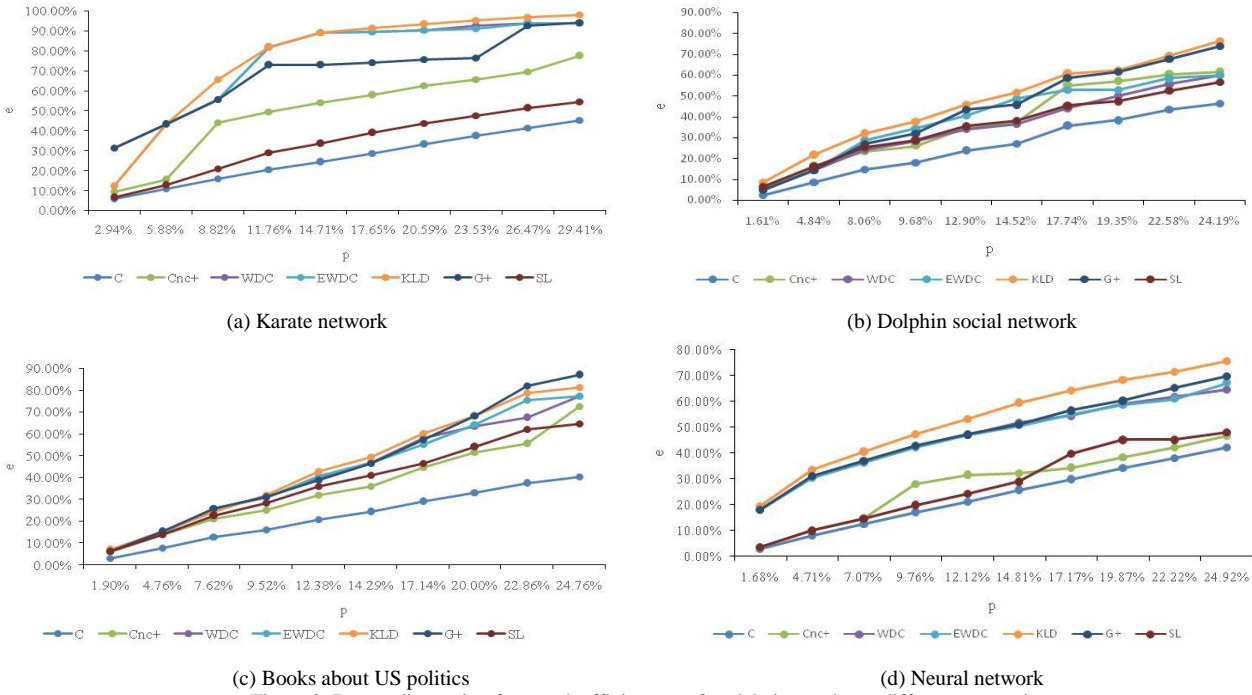 100.00%
90.00%
80.00%
70.00%
60.00%
50.00%
40.00%
30.00%
20.00%
10.00%
0.00%
e
2.94% 5.88% 8.82% 11.76% 14.71% 17.65% 20.59% 23.53% 26.47% 29.41%
p
C Cnc+ WDC EWDC KLD G+ SL
(a) Karate network
90.00%
80.00%
70.00%
60.00%
50.00%
40.00%
30.00%
20.00%
10.00%
0.00%
e
1.61% 4.84% 8.06% 9.68% 12.90% 14.52% 17.74% 19.35% 22.58% 24.19%
p
C Cnc+ WDC EWDC KLD G+ SL
(b) Dolphin social network
90.00%
80.00%
70.00%
60.00%
50.00%
40.00%
30.00%
20.00%
10.00%
0.00%
e
1.90% 4.76% 7.62% 9.52% 12.38% 14.29% 17.14% 20.00% 22.86% 24.76%
p
C Cnc+ WDC EWDC KLD G+ SL
(c) Books about US politics
80.00%
70.00%
60.00%
50.00%
40.00%
30.00%
20.00%
10.00%
0.00%
e
1.68% 4.71% 7.07% 9.76% 12.12% 14.81% 17.17% 19.87% 22.22% 24.92%
p
C Cnc+ WDC EWDC KLD G+ SL
(d) Neural network